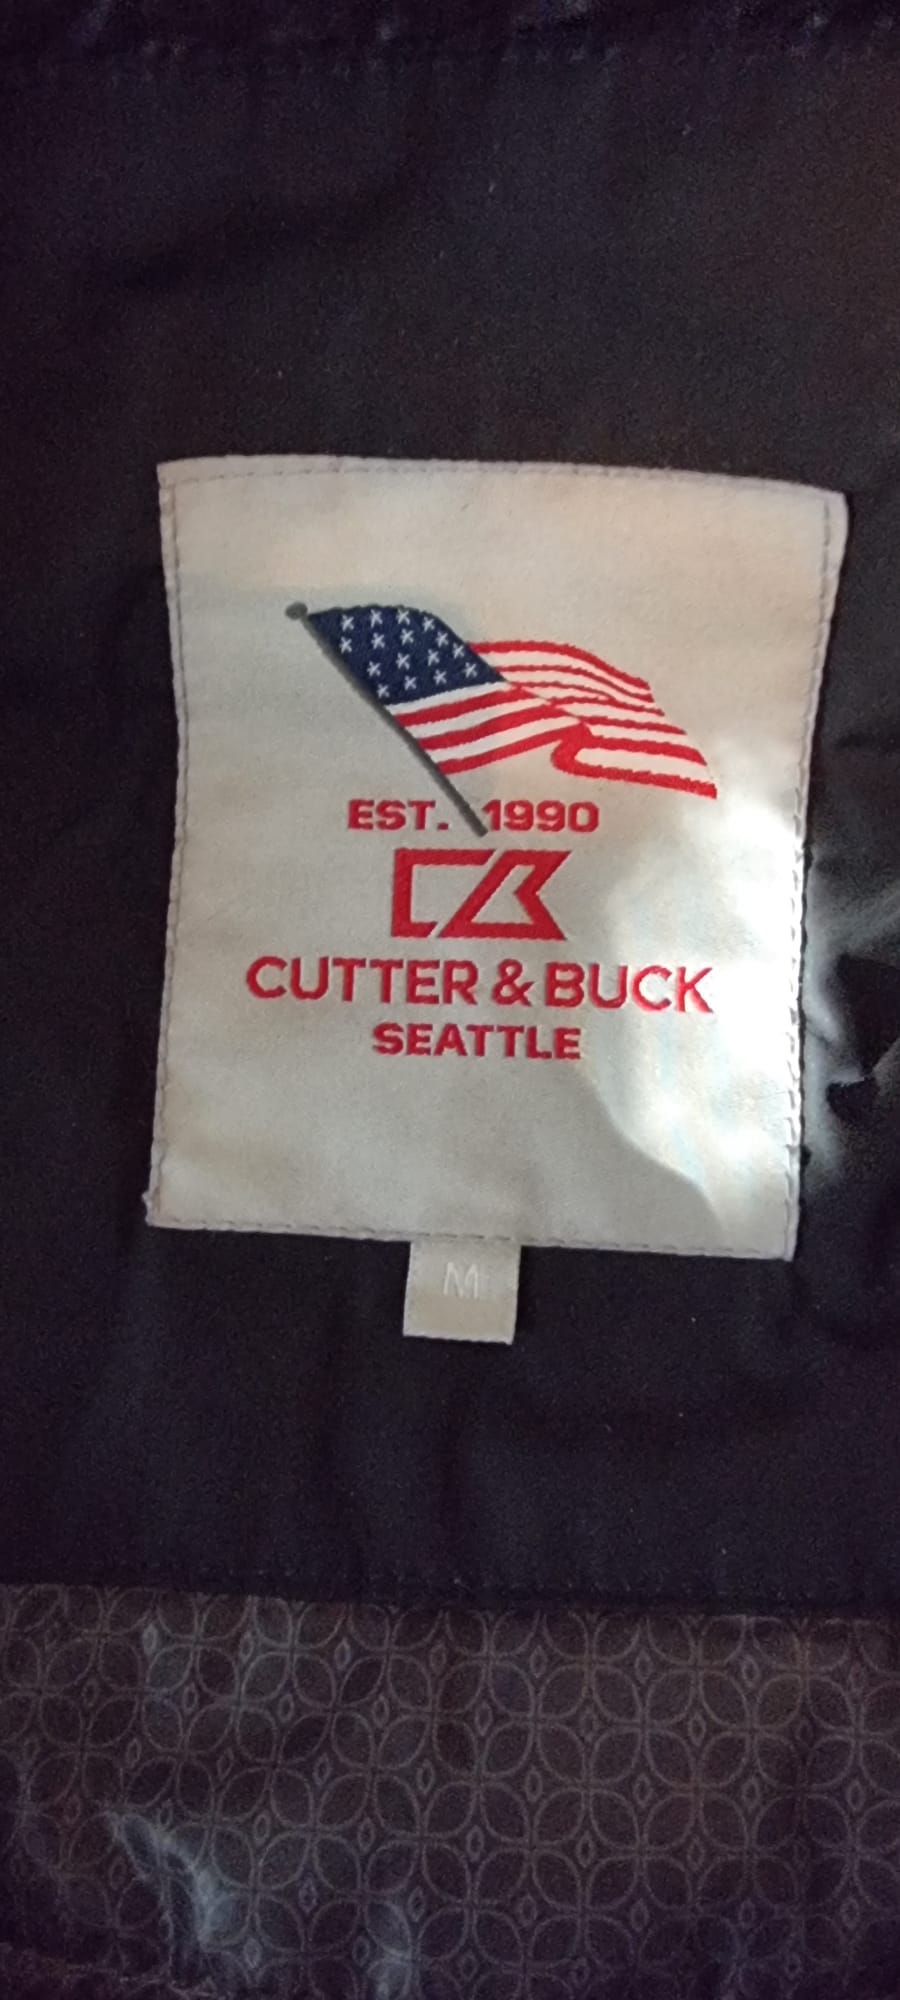 EST. 1990
CUTTER & BUCK
SEATTLE
M